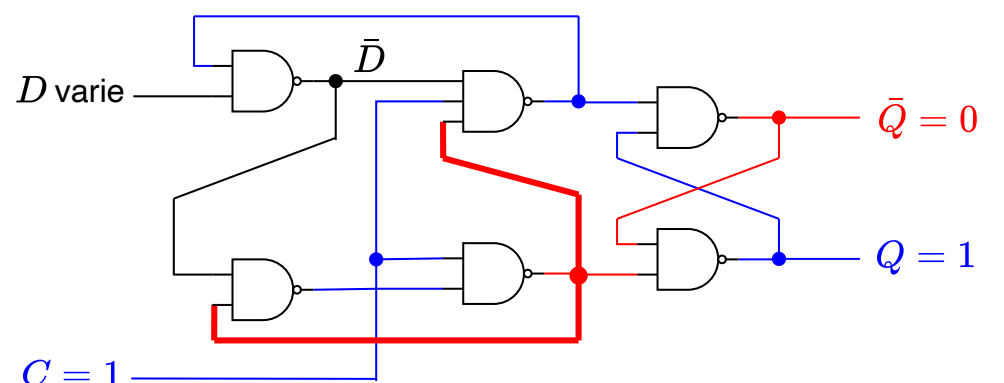 D̄
D varie
Q̄ = 0
Q = 1
C = 1